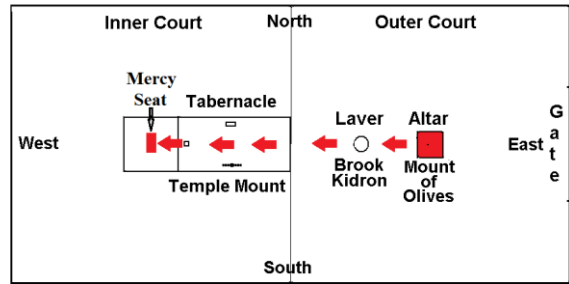 Inner Court
North
Outer Court
Mercy
Seat
Tabernacle
Laver
Altar
West
East
Gate
Temple Mount
Brook
Kidron
Mount
of
Olives
South